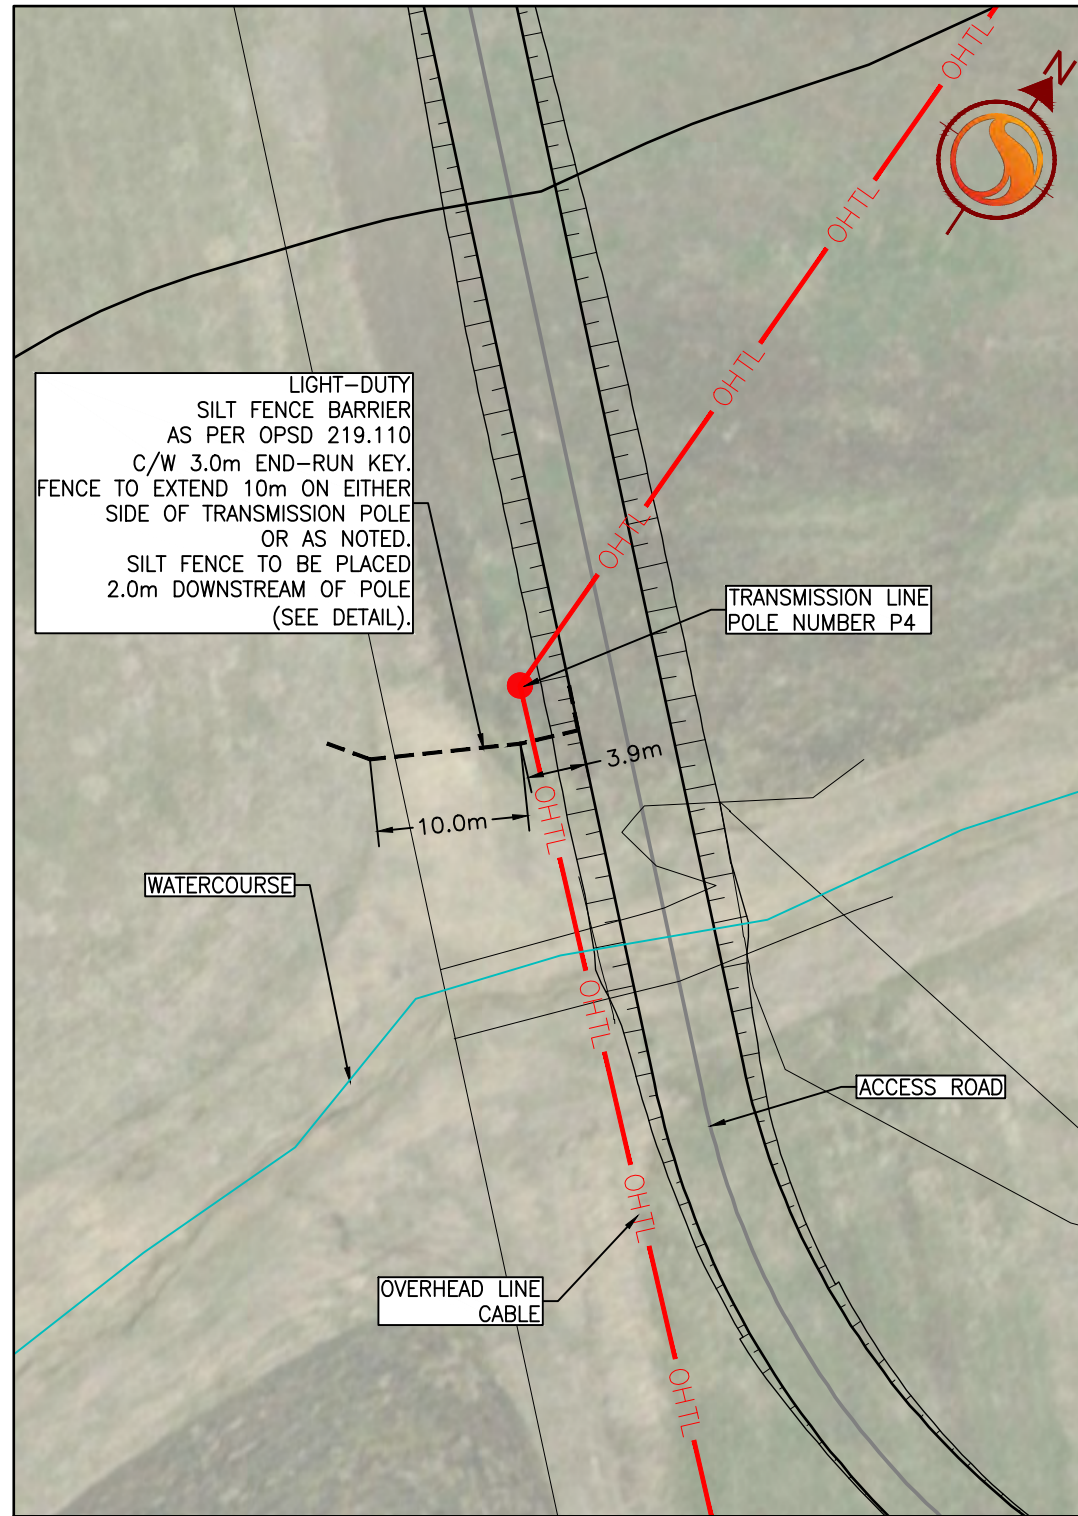 N
OHTL
OHTL
OHTL
OHTL
LIGHT-DUTY
SILT FENCE BARRIER
AS PER OPSD 219.110
C/W 3.0m END-RUN KEY.
FENCE TO EXTEND 10m ON EITHER
SIDE OF TRANSMISSION POLE
OR AS NOTED.
SILT FENCE TO BE PLACED
2.0m DOWNSTREAM OF POLE
(SEE DETAIL).
TRANSMISSION LINE
POLE NUMBER P4
3.9m
10.0m
OHTL
WATERCOURSE
OHTL
ACCESS ROAD
OHTL
OVERHEAD LINE
CABLE
OHTL